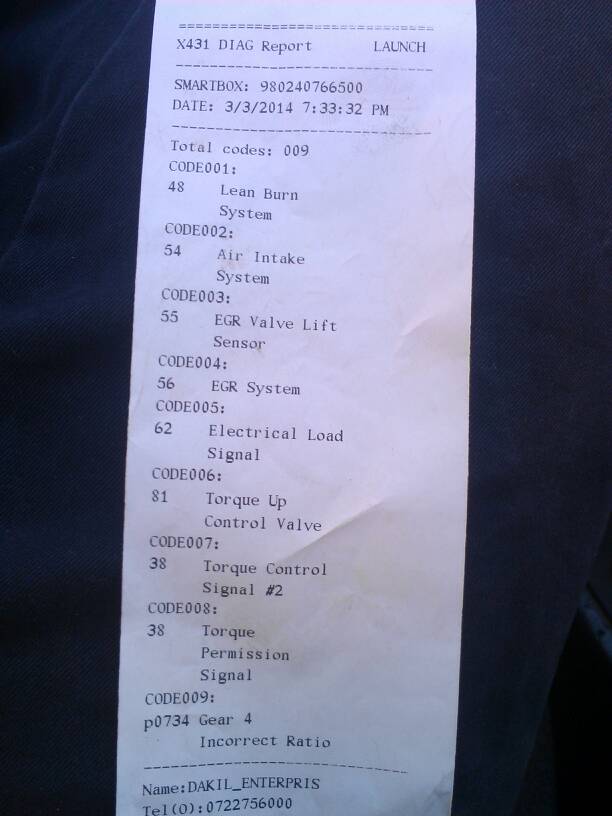 ==============================
X431 DIAG Report LAUNCH
------------------------------
SMARTBOX: 980240766500
DATE: 3/3/2014 7:33:32 PM
------------------------------
Total codes: 009
CODE001:
48 Lean Burn
System
CODE002:
54 Air Intake
System
CODE003:
55 EGR Valve Lift
Sensor
CODE004:
56 EGR System
CODE005:
62 Electrical Load
Signal
CODE006:
81 Torque Up
Control Valve
CODE007:
38 Torque Control
Signal #2
CODE008:
38 Torque
Permission
Signal
CODE009:
p0734 Gear 4
Incorrect Ratio
------------------------------
Name:DAKIL_ENTERPRIS
Tel(O):0722756000